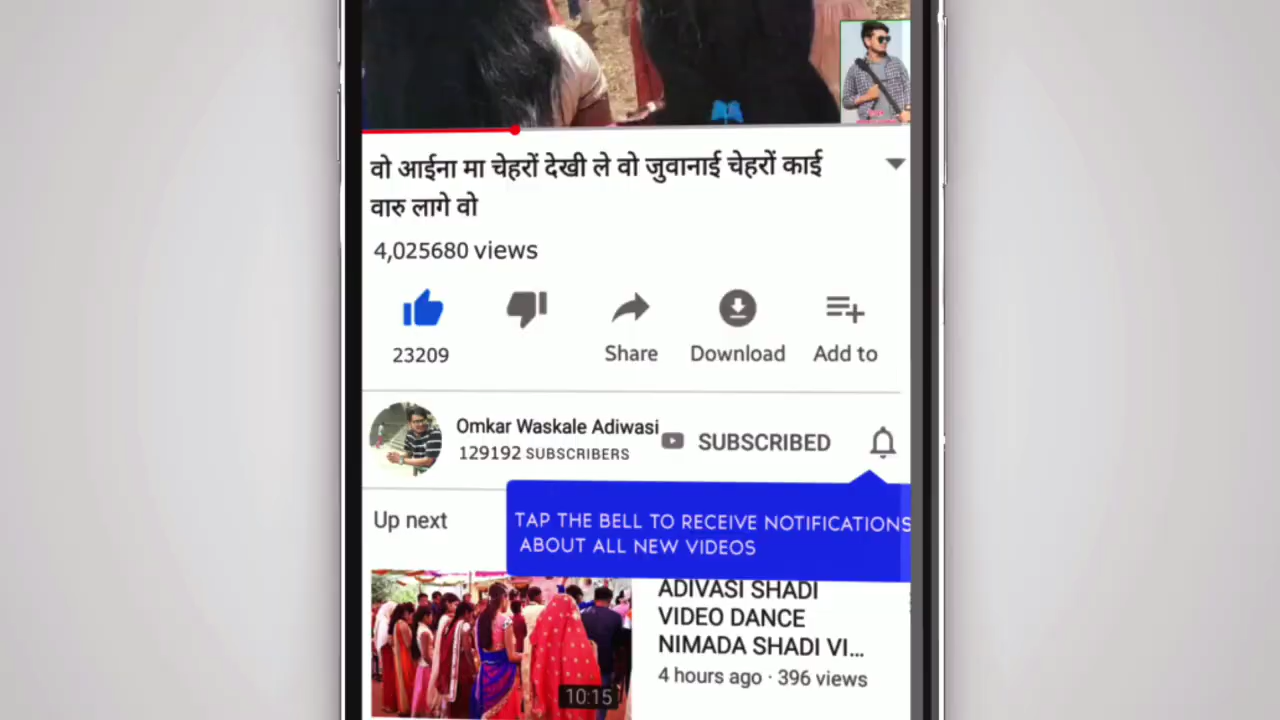 वो आईना मा चेहरों देखी ले वो जुवानाई चेहरों काई
वारु लागे वो
4,025680 views
23209
Share
Download
Add to
Omkar Waskale Adiwasi
129192 SUBSCRIBERS
SUBSCRIBED
Up next
TAP THE BELL TO RECEIVE NOTIFICATIONS
ABOUT ALL NEW VIDEOS
10:15
ADIVASI SHADI
VIDEO DANCE
NIMADA SHADI VI...
4 hours ago · 396 views